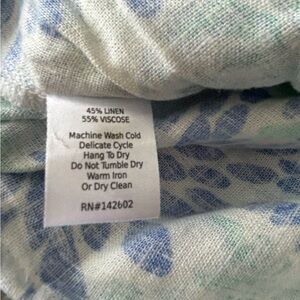 45% LINEN
55% VISCOSE
Machine Wash Cold
Delicate Cycle
Hang To Dry
Do Not Tumble Dry
Warm Iron
Or Dry Clean
RN#142602